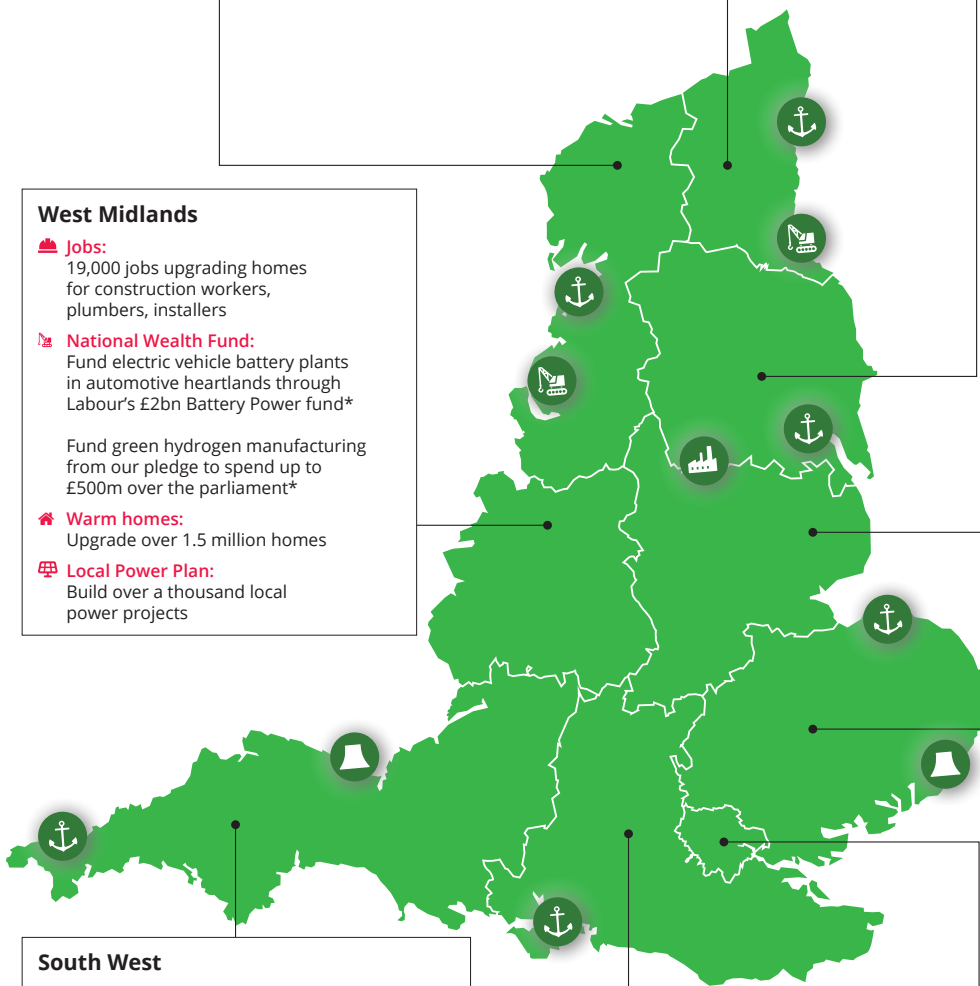 West Midlands
Jobs:
19,000 jobs upgrading homes
for construction workers,
plumbers, installers
National Wealth Fund:
Fund electric vehicle battery plants
in automotive heartlands through
Labour’s £2bn Battery Power fund*
Fund green hydrogen manufacturing
from our pledge to spend up to
£500m over the parliament*
Warm homes:
Upgrade over 1.5 million homes
Local Power Plan:
Build over a thousand local
power projects
South West